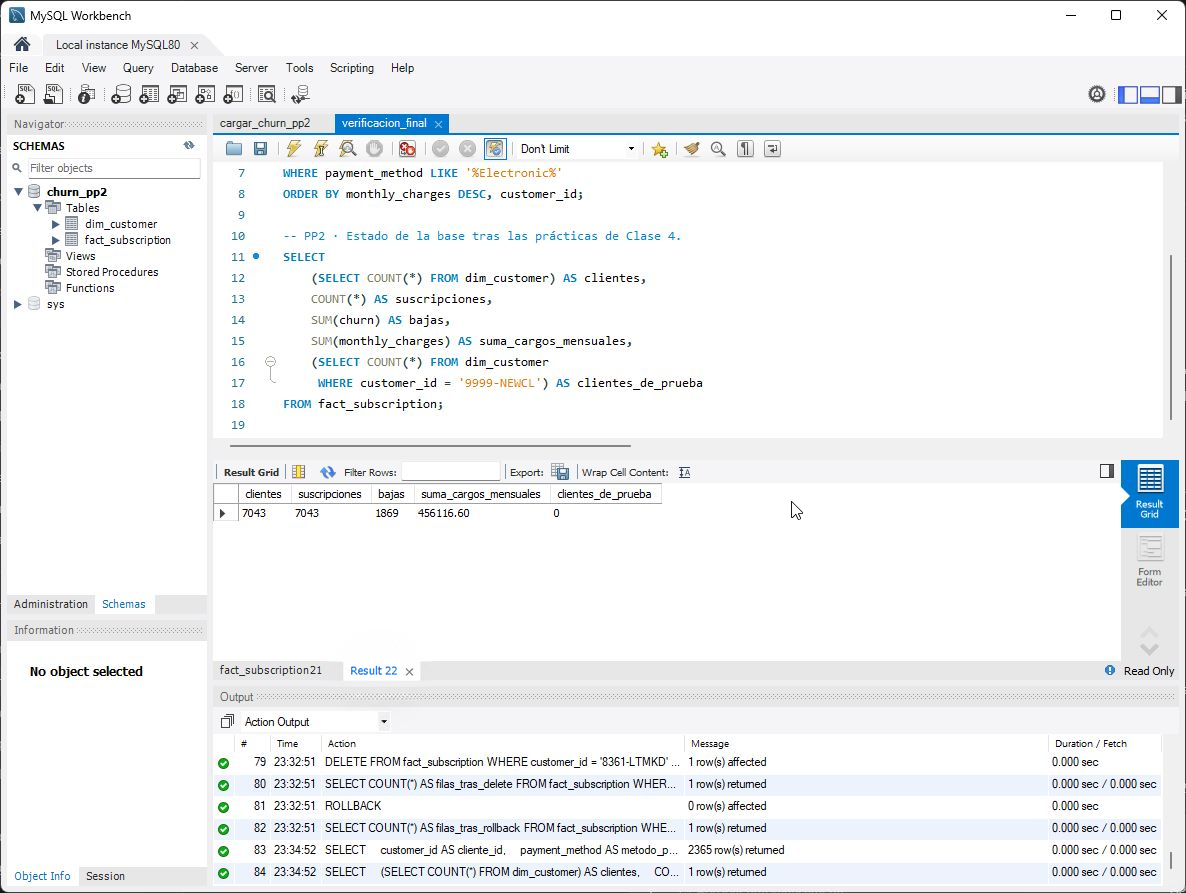 MySQL Workbench
Local instance MySQL80
File Edit View Query Database Server Tools Scripting Help
Navigator
SCHEMAS
Filter objects
churn_pp2
Tables
dim_customer
fact_subscription
Views
Stored Procedures
Functions
sys
Administration Schemas
Information
No object selected
Object Info Session
cargar_churn_pp2 verificacion_final
Don't Limit
7 WHERE payment_method LIKE '%Electronic%'
8 ORDER BY monthly_charges DESC, customer_id;
9
10 -- PP2 · Estado de la base tras las prácticas de Clase 4.
11 SELECT
12 (SELECT COUNT(*) FROM dim_customer) AS clientes,
13 COUNT(*) AS suscripciones,
14 SUM(churn) AS bajas,
15 SUM(monthly_charges) AS suma_cargos_mensuales,
16 (SELECT COUNT(*) FROM dim_customer
17 WHERE customer_id = '9999-NEWCL') AS clientes_de_prueba
18 FROM fact_subscription;
19
Result Grid Filter Rows: Export: Wrap Cell Content:
clientes suscripciones bajas suma_cargos_mensuales clientes_de_prueba
7043 7043 1869 456116.60 0
Result Grid
Form Editor
fact_subscription21 Result 22 Read Only
Output
Action Output
# Time Action Message Duration / Fetch
79 23:32:51 DELETE FROM fact_subscription WHERE customer_id = '8361-LTMKD' ... 1 row(s) affected 0.000 sec
80 23:32:51 SELECT COUNT(*) AS filas_tras_delete FROM fact_subscription WHER... 1 row(s) returned 0.000 sec / 0.000 sec
81 23:32:51 ROLLBACK 0 row(s) affected 0.000 sec
82 23:32:51 SELECT COUNT(*) AS filas_tras_rollback FROM fact_subscription WHE... 1 row(s) returned 0.000 sec / 0.000 sec
83 23:34:52 SELECT customer_id AS cliente_id, payment_method AS metodo_p... 2365 row(s) returned 0.000 sec / 0.000 sec
84 23:34:52 SELECT (SELECT COUNT(*) FROM dim_customer) AS clientes, CO... 1 row(s) returned 0.000 sec / 0.000 sec